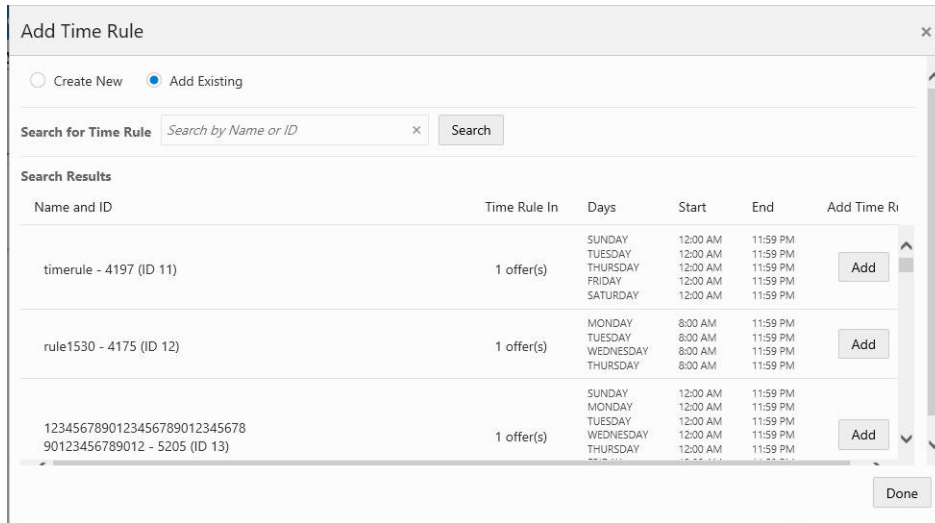 Add Time Rule
×
Create New Add Existing
Search for Time Rule Search by Name or ID × Search
Search Results
Name and ID Time Rule In Days Start End Add Time Ru
timerule - 4197 (ID 11) 1 offer(s) Add
SUNDAY 12:00 AM 11:59 PM
TUESDAY 12:00 AM 11:59 PM
THURSDAY 12:00 AM 11:59 PM
FRIDAY 12:00 AM 11:59 PM
SATURDAY 12:00 AM 11:59 PM
rule1530 - 4175 (ID 12) 1 offer(s) Add
MONDAY 8:00 AM 11:59 PM
TUESDAY 8:00 AM 11:59 PM
WEDNESDAY 8:00 AM 11:59 PM
THURSDAY 8:00 AM 11:59 PM
1234567890123456789012345678
90123456789012 - 5205 (ID 13) 1 offer(s) Add
SUNDAY 12:00 AM 11:59 PM
MONDAY 12:00 AM 11:59 PM
TUESDAY 12:00 AM 11:59 PM
WEDNESDAY 12:00 AM 11:59 PM
THURSDAY 12:00 AM 11:59 PM
Done